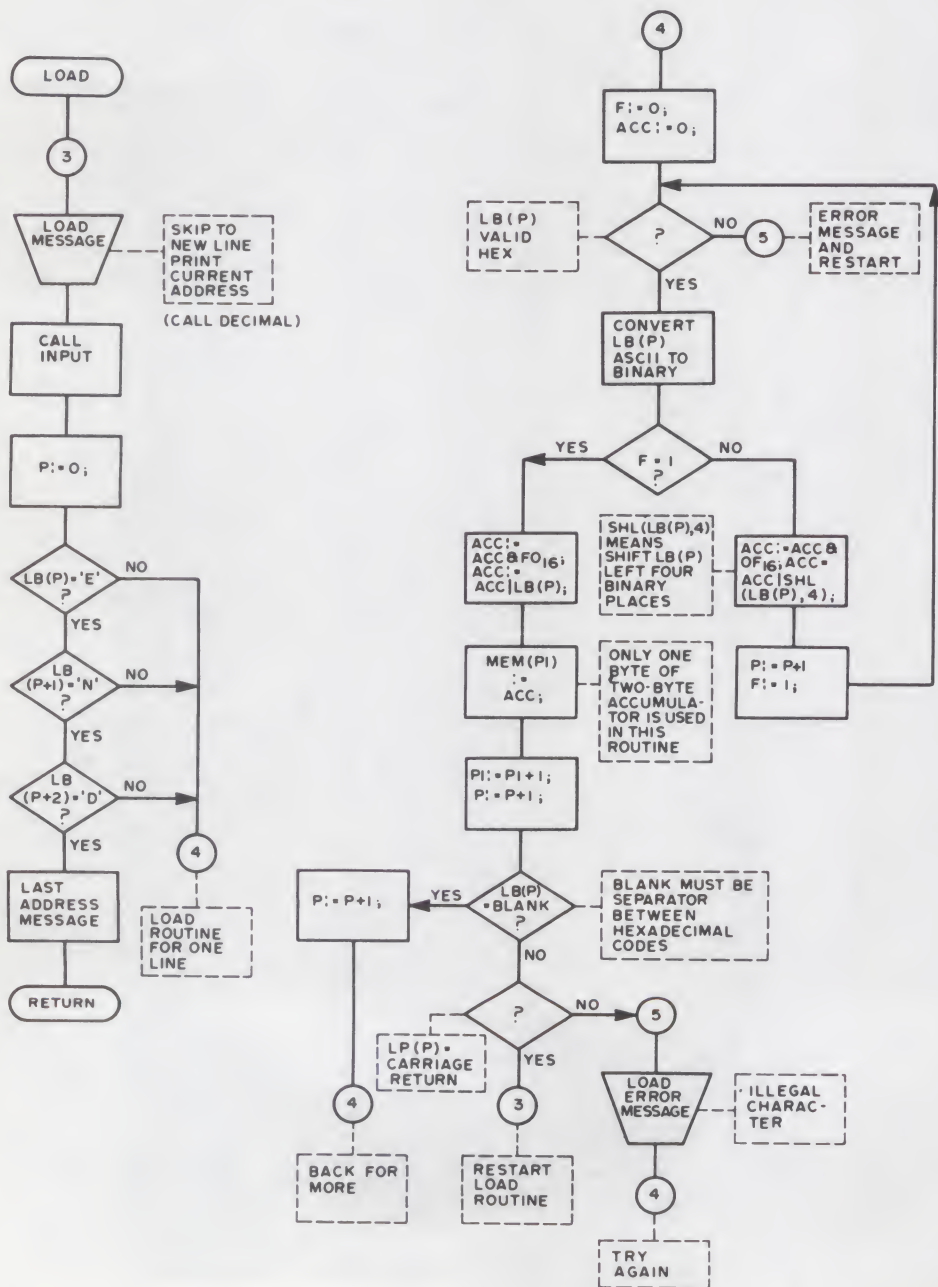 LOAD
3
LOAD
MESSAGE
SKIP TO
NEW LINE
PRINT
CURRENT
ADDRESS
(CALL DECIMAL)
CALL
INPUT
P:=0;
LB(P)='E'
?
NO
YES
LB
(P+1)='N'
?
NO
YES
LB
(P+2)='D'
?
NO
YES
4
LOAD
ROUTINE
FOR ONE
LINE
LAST
ADDRESS
MESSAGE
RETURN
4
F:=0;
ACC:=0;
LB(P)
VALID
HEX
?
NO
5
ERROR
MESSAGE
AND
RESTART
YES
CONVERT
LB(P)
ASCII TO
BINARY
YES
F=1
?
NO
ACC:=
ACC&F0₁₆;
ACC:=
ACC|LB(P);
SHL(LB(P),4)
MEANS
SHIFT LB(P)
LEFT FOUR
BINARY
PLACES
ACC:=ACC&
0F₁₆;ACC=
ACC|SHL
(LB(P),4);
MEM(P1)
:=
ACC;
ONLY ONE
BYTE OF
TWO-BYTE
ACCUMULA-
TOR IS USED
IN THIS
ROUTINE
P:=P+1
F:=1;
P1:=P1+1;
P:=P+1;
P:=P+1;
YES
LB(P)
=BLANK
?
BLANK MUST BE
SEPARATOR
BETWEEN
HEXADECIMAL
CODES
NO
?
NO
5
LP(P)=
CARRIAGE
RETURN
YES
4
3
LOAD
ERROR
MESSAGE
ILLEGAL
CHARAC-
TER
BACK FOR
MORE
RESTART
LOAD
ROUTINE
4
TRY
AGAIN